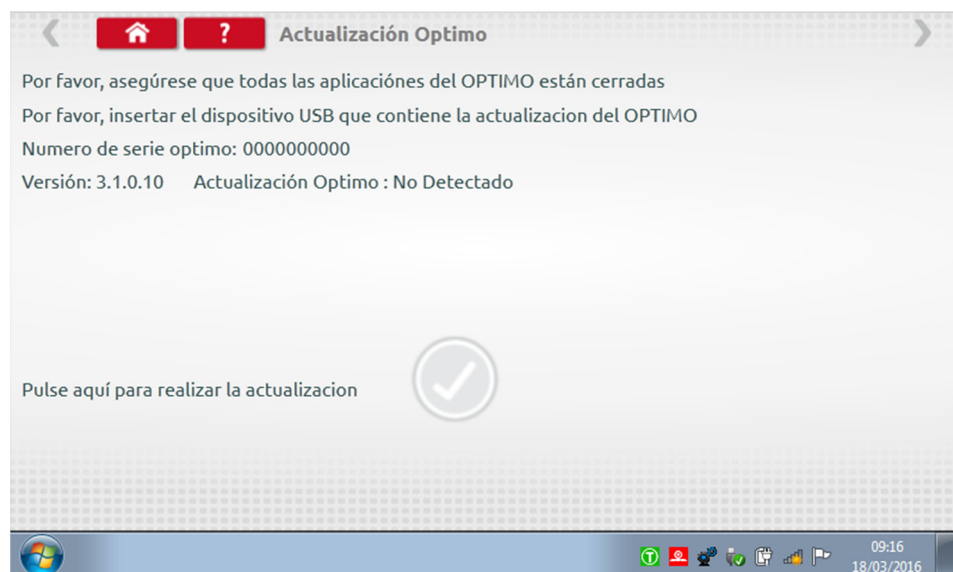 ? Actualización Optimo
Por favor, asegúrese que todas las aplicaciónes del OPTIMO están cerradas
Por favor, insertar el dispositivo USB que contiene la actualizacion del OPTIMO
Numero de serie optimo: 0000000000
Versión: 3.1.0.10 Actualización Optimo : No Detectado
Pulse aquí para realizar la actualizacion
T
09:16
18/03/2016